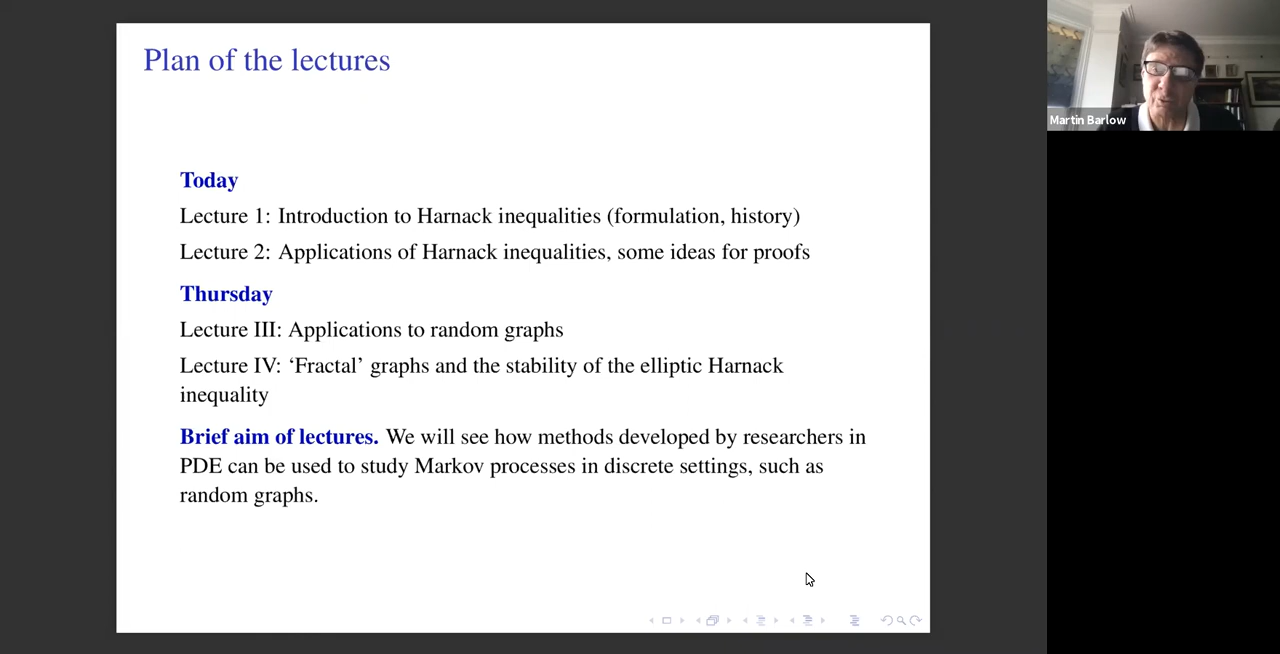 Plan of the lectures
Today
Lecture 1: Introduction to Harnack inequalities (formulation, history)
Lecture 2: Applications of Harnack inequalities, some ideas for proofs
Thursday
Lecture III: Applications to random graphs
Lecture IV: ‘Fractal’ graphs and the stability of the elliptic Harnack
inequality
Brief aim of lectures. We will see how methods developed by researchers in
PDE can be used to study Markov processes in discrete settings, such as
random graphs.
Martin Barlow